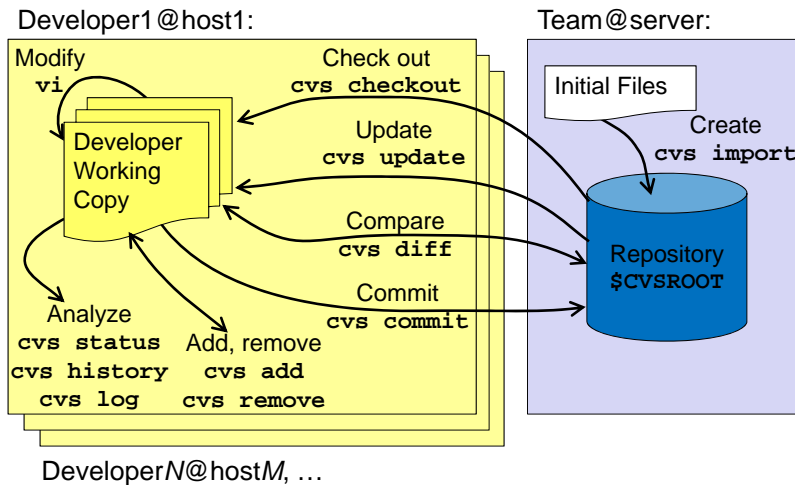 Developer1@host1:
Team@server:
Modify
vi
Check out
cvs checkout
Initial Files
Create
cvs import
Developer
Working
Copy
Update
cvs update
Compare
cvs diff
Repository
$CVSROOT
Commit
cvs commit
Analyze
cvs status
cvs history
cvs log
Add, remove
cvs add
cvs remove
DeveloperN@hostM, …